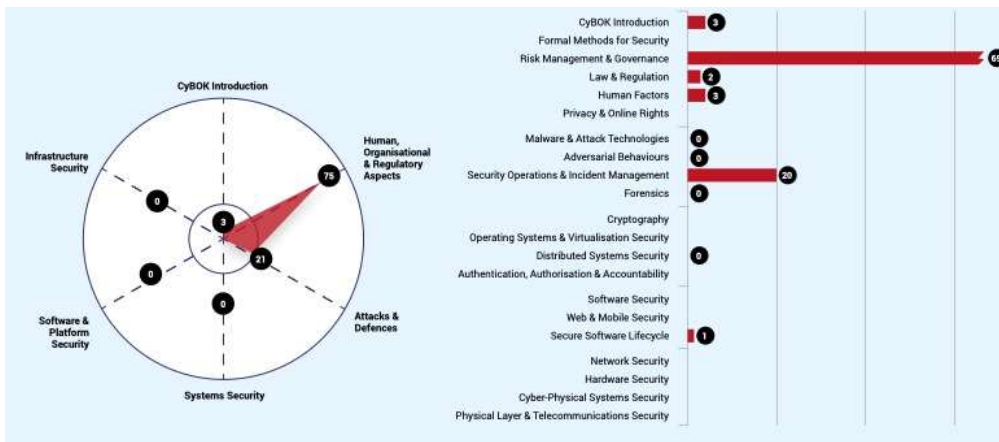 CyBOK Introduction
Human,
Organisational
& Regulatory
Aspects
Infrastructure
Security
75
0
3
21
0
0
Software &
Platform
Security
Attacks &
Defences
Systems Security
CyBOK Introduction 3
Formal Methods for Security
Risk Management & Governance
Law & Regulation 2
Human Factors 3
Privacy & Online Rights
Malware & Attack Technologies 0
Adversarial Behaviours 0
Security Operations & Incident Management 20
Forensics 0
Cryptography
Operating Systems & Virtualisation Security
Distributed Systems Security 0
Authentication, Authorisation & Accountability
Software Security
Web & Mobile Security
Secure Software Lifecycle 1
Network Security
Hardware Security
Cyber-Physical Systems Security
Physical Layer & Telecommunications Security